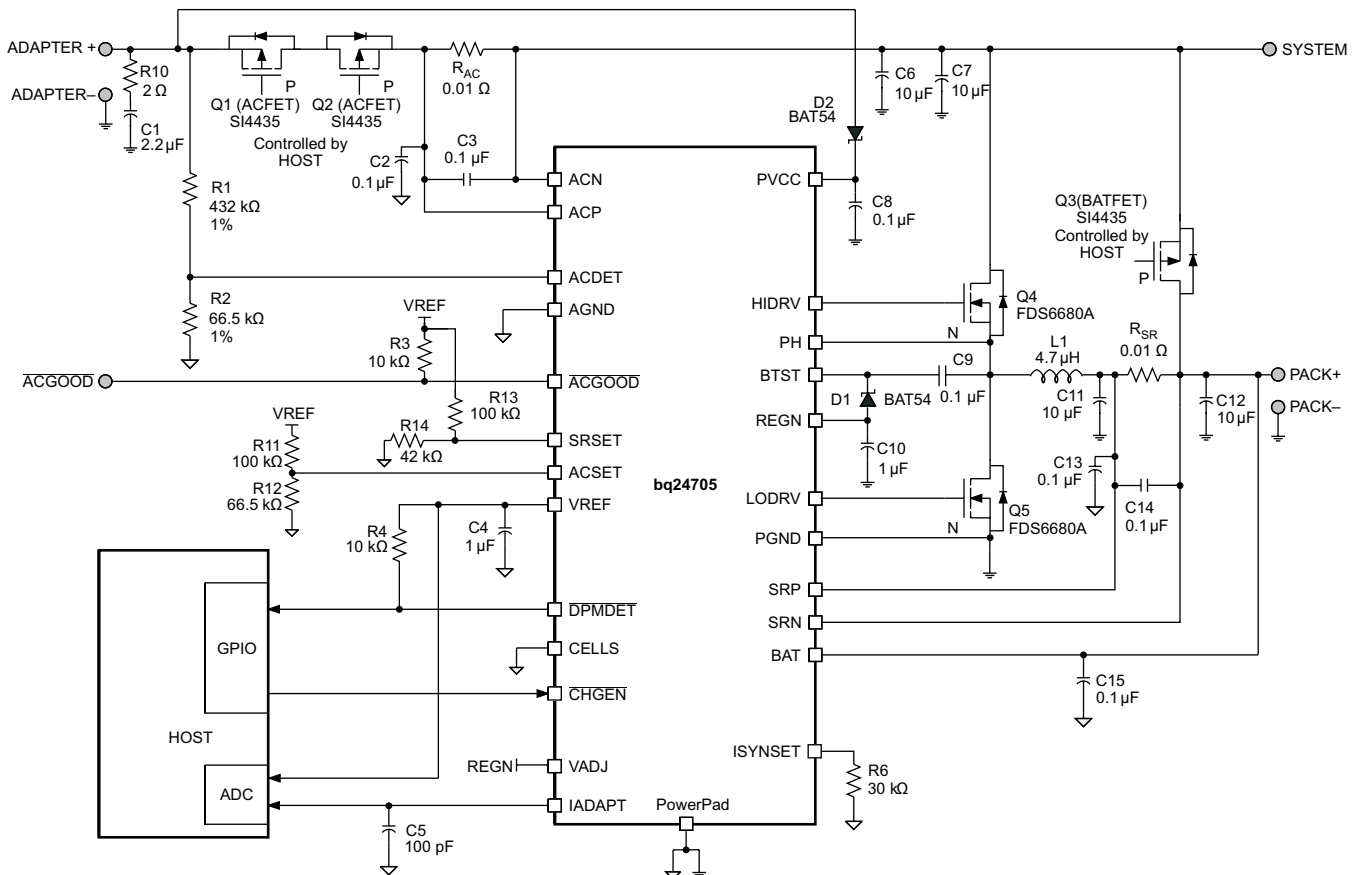 ADAPTER +
ADAPTER–
R10
2 Ω
C1
2.2 µF
P
Q1 (ACFET)
SI4435
P
Q2 (ACFET)
SI4435
Controlled by
HOST
RAC
0.01 Ω
C2
0.1 µF
C3
0.1 µF
C6
10 µF
C7
10 µF
SYSTEM
D2
BAT54
C8
0.1 µF
R1
432 kΩ
1%
R2
66.5 kΩ
1%
ACGOOD
VREF
R3
10 kΩ
R13
100 kΩ
R14
42 kΩ
VREF
R11
100 kΩ
R12
66.5 kΩ
R4
10 kΩ
C4
1 µF
HOST
GPIO
ADC
C5
100 pF
REGN
bq24705
ACN
ACP
ACDET
AGND
ACGOOD
SRSET
ACSET
VREF
DPMDET
CELLS
CHGEN
VADJ
IADAPT
PowerPad
PVCC
HIDRV
PH
BTST
REGN
LODRV
PGND
SRP
SRN
BAT
ISYNSET
Q3(BATFET)
SI4435
Controlled by
HOST
P
N
Q4
FDS6680A
C9
0.1 µF
D1
BAT54
C10
1 µF
L1
4.7 µH
RSR
0.01 Ω
C11
10 µF
C12
10 µF
PACK+
PACK–
C13
0.1 µF
C14
0.1 µF
N
Q5
FDS6680A
C15
0.1 µF
R6
30 kΩ